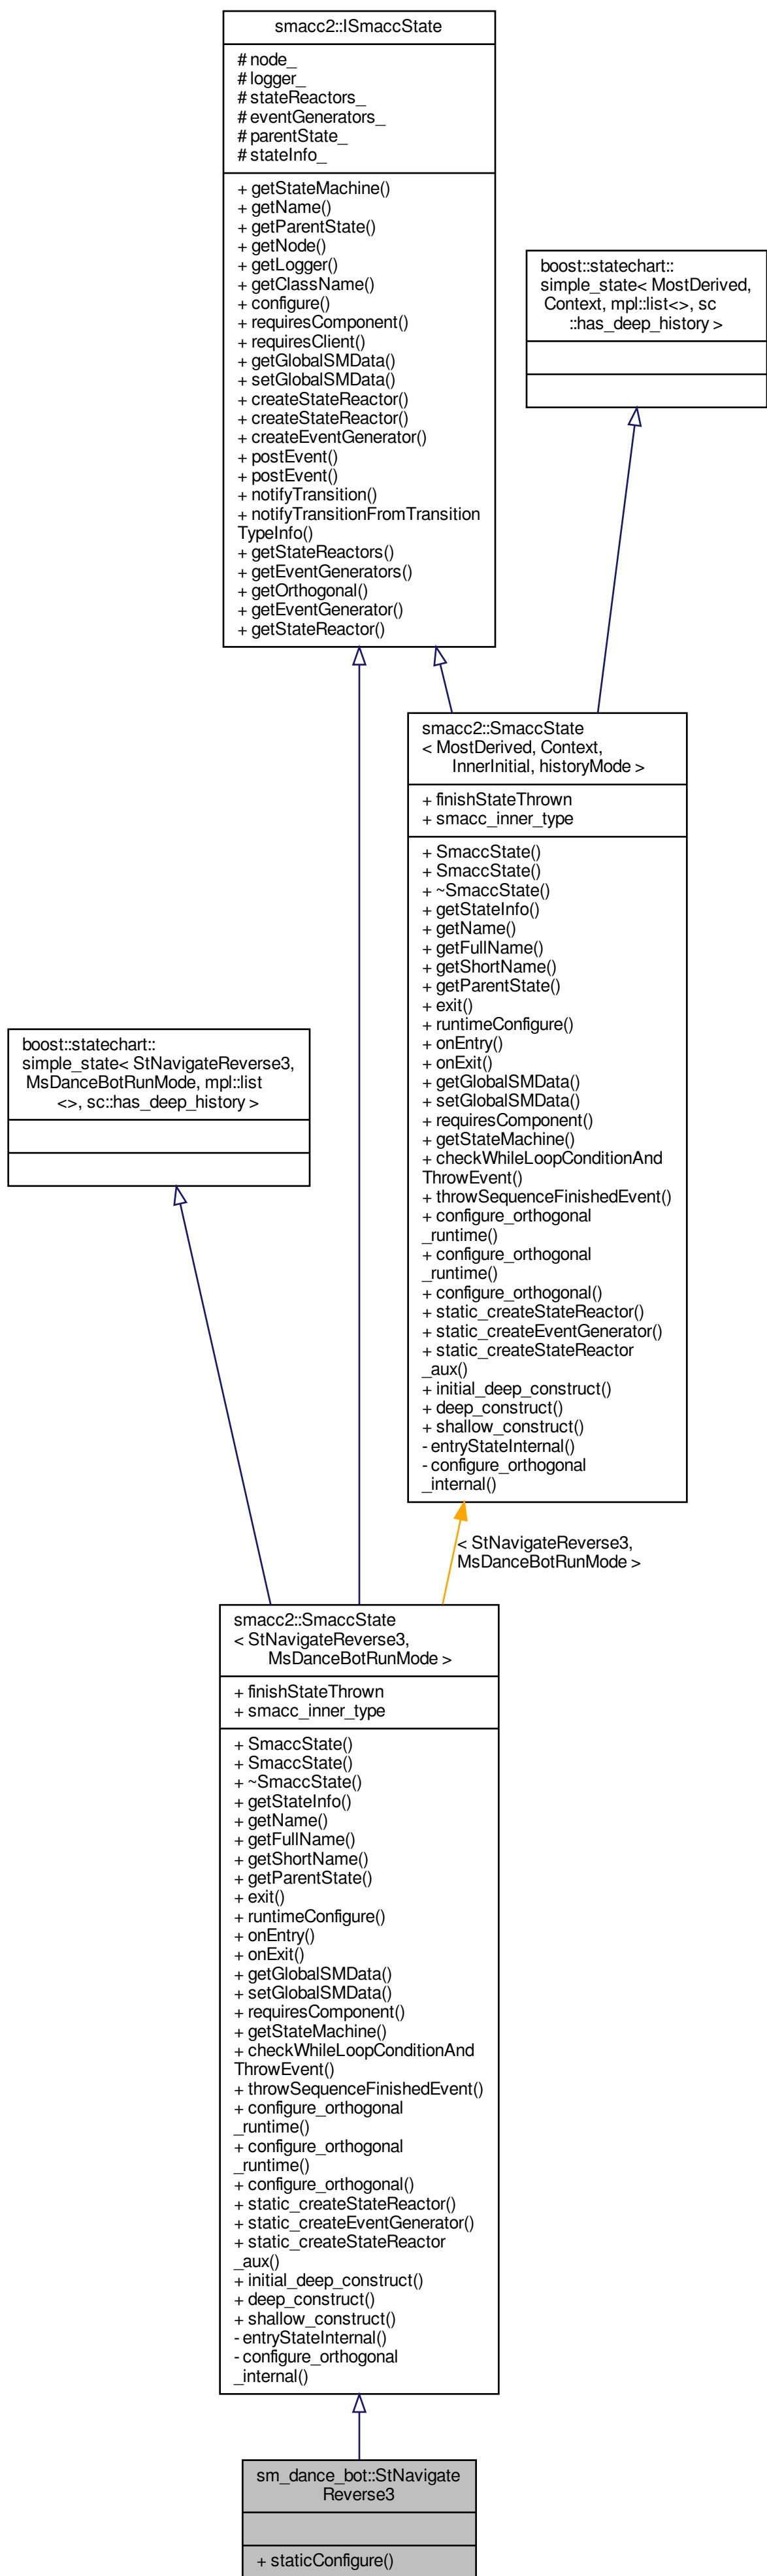 smacc2::ISmaccState
# node_
# logger_
# stateReactors_
# eventGenerators_
# parentState_
# stateInfo_
+ getStateMachine()
+ getName()
+ getParentState()
+ getNode()
+ getLogger()
+ getClassName()
+ configure()
+ requiresComponent()
+ requiresClient()
+ getGlobalSMData()
+ setGlobalSMData()
+ createStateReactor()
+ createStateReactor()
+ createEventGenerator()
+ postEvent()
+ postEvent()
+ notifyTransition()
+ notifyTransitionFromTransition
TypeInfo()
+ getStateReactors()
+ getEventGenerators()
+ getOrthogonal()
+ getEventGenerator()
+ getStateReactor()
boost::statechart::
simple_state< MostDerived,
Context, mpl::list<>, sc
::has_deep_history >
smacc2::SmaccState
< MostDerived, Context,
InnerInitial, historyMode >
+ finishStateThrown
+ smacc_inner_type
+ SmaccState()
+ SmaccState()
+ ~SmaccState()
+ getStateInfo()
+ getName()
+ getFullName()
+ getShortName()
+ getParentState()
+ exit()
+ runtimeConfigure()
+ onEntry()
+ onExit()
+ getGlobalSMData()
+ setGlobalSMData()
+ requiresComponent()
+ getStateMachine()
+ checkWhileLoopConditionAnd
ThrowEvent()
+ throwSequenceFinishedEvent()
+ configure_orthogonal
_runtime()
+ configure_orthogonal
_runtime()
+ configure_orthogonal()
+ static_createStateReactor()
+ static_createEventGenerator()
+ static_createStateReactor
_aux()
+ initial_deep_construct()
+ deep_construct()
+ shallow_construct()
- entryStateInternal()
- configure_orthogonal
_internal()
boost::statechart::
simple_state< StNavigateReverse3,
MsDanceBotRunMode, mpl::list
<>, sc::has_deep_history >
< StNavigateReverse3,
MsDanceBotRunMode >
smacc2::SmaccState
< StNavigateReverse3,
MsDanceBotRunMode >
+ finishStateThrown
+ smacc_inner_type
+ SmaccState()
+ SmaccState()
+ ~SmaccState()
+ getStateInfo()
+ getName()
+ getFullName()
+ getShortName()
+ getParentState()
+ exit()
+ runtimeConfigure()
+ onEntry()
+ onExit()
+ getGlobalSMData()
+ setGlobalSMData()
+ requiresComponent()
+ getStateMachine()
+ checkWhileLoopConditionAnd
ThrowEvent()
+ throwSequenceFinishedEvent()
+ configure_orthogonal
_runtime()
+ configure_orthogonal
_runtime()
+ configure_orthogonal()
+ static_createStateReactor()
+ static_createEventGenerator()
+ static_createStateReactor
_aux()
+ initial_deep_construct()
+ deep_construct()
+ shallow_construct()
- entryStateInternal()
- configure_orthogonal
_internal()
sm_dance_bot::StNavigate
Reverse3
+ staticConfigure()